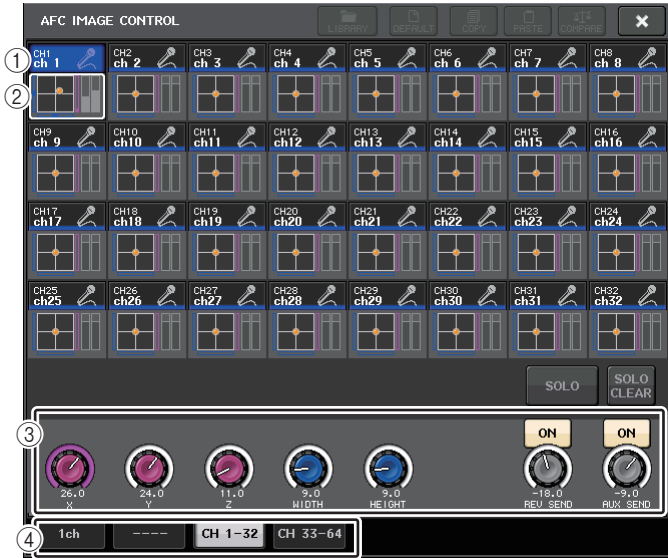 AFC IMAGE CONTROL
LIBRARY DEFAULT COPY PASTE COMPARE
1
CH1 CH2 CH3 CH4 CH5 CH6 CH7 CH8
ch 1 ch 2 ch 3 ch 4 ch 5 ch 6 ch 7 ch 8
2
CH9 CH10 CH11 CH12 CH13 CH14 CH15 CH16
ch 9 ch10 ch11 ch12 ch13 ch14 ch15 ch16
CH17 CH18 CH19 CH20 CH21 CH22 CH23 CH24
ch17 ch18 ch19 ch20 ch21 ch22 ch23 ch24
CH25 CH26 CH27 CH28 CH29 CH30 CH31 CH32
ch25 ch26 ch27 ch28 ch29 ch30 ch31 ch32
SOLO SOLO
CLEAR
3
ON ON
26.0 24.0 11.0 9.0 9.0 -18.0 -9.0
X Y Z WIDTH HEIGHT REV SEND AUX SEND
4
1ch ---- CH 1-32 CH 33-64